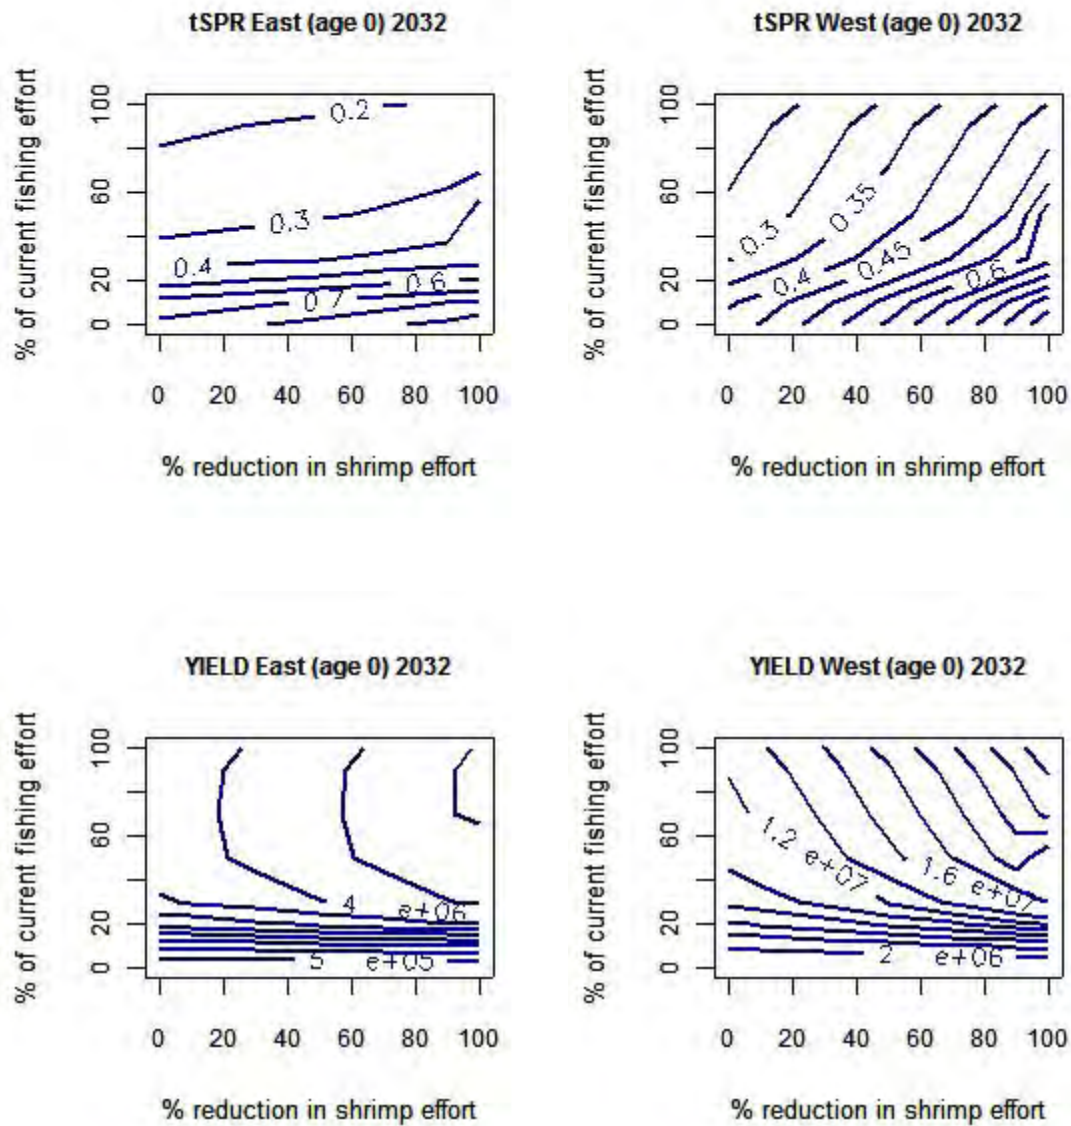 tSPR East (age 0) 2032
% of current fishing effort
100
60
20
0
0.2
0.3
0.4
0.6
0.7
0 20 40 60 80 100
% reduction in shrimp effort
tSPR West (age 0) 2032
% of current fishing effort
100
60
20
0
0.3
0.35
0.4
0.45
0.6
0 20 40 60 80 100
% reduction in shrimp effort
YIELD East (age 0) 2032
% of current fishing effort
100
60
20
0
4 e+06
5 e+05
0 20 40 60 80 100
% reduction in shrimp effort
YIELD West (age 0) 2032
% of current fishing effort
100
60
20
0
1.2 e+07
1.6 e+07
2 e+06
0 20 40 60 80 100
% reduction in shrimp effort